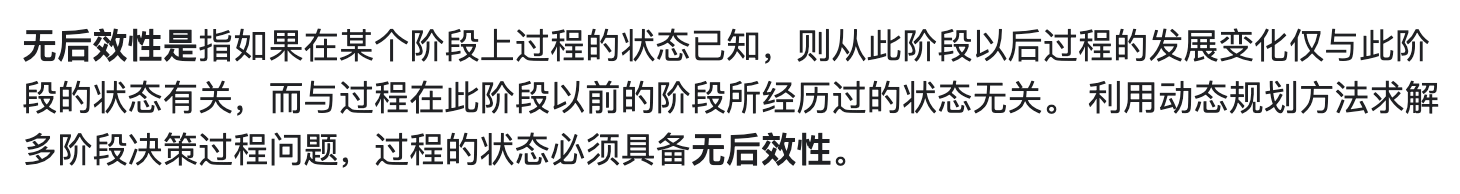 无后效性是指如果在某个阶段上过程的状态已知，则从此阶段以后过程的发展变化仅与此阶
段的状态有关，而与过程在此阶段以前的阶段所经历过的状态无关。 利用动态规划方法求解
多阶段决策过程问题，过程的状态必须具备无后效性。